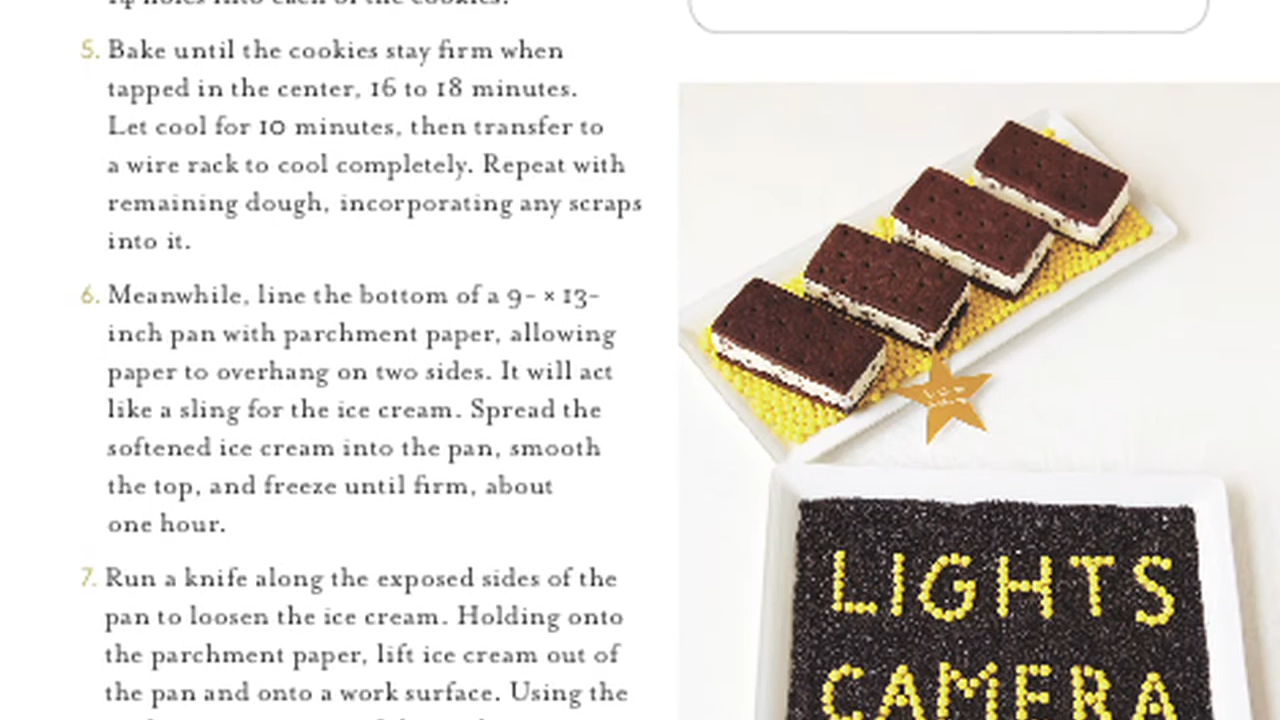 5. Bake until the cookies stay firm when
tapped in the center, 16 to 18 minutes.
Let cool for 10 minutes, then transfer to
a wire rack to cool completely. Repeat with
remaining dough, incorporating any scraps
into it.
6. Meanwhile, line the bottom of a 9- × 13-
inch pan with parchment paper, allowing
paper to overhang on two sides. It will act
like a sling for the ice cream. Spread the
softened ice cream into the pan, smooth
the top, and freeze until firm, about
one hour.
7. Run a knife along the exposed sides of the
pan to loosen the ice cream. Holding onto
the parchment paper, lift ice cream out of
the pan and onto a work surface. Using the
LIGHTS
CAMERA